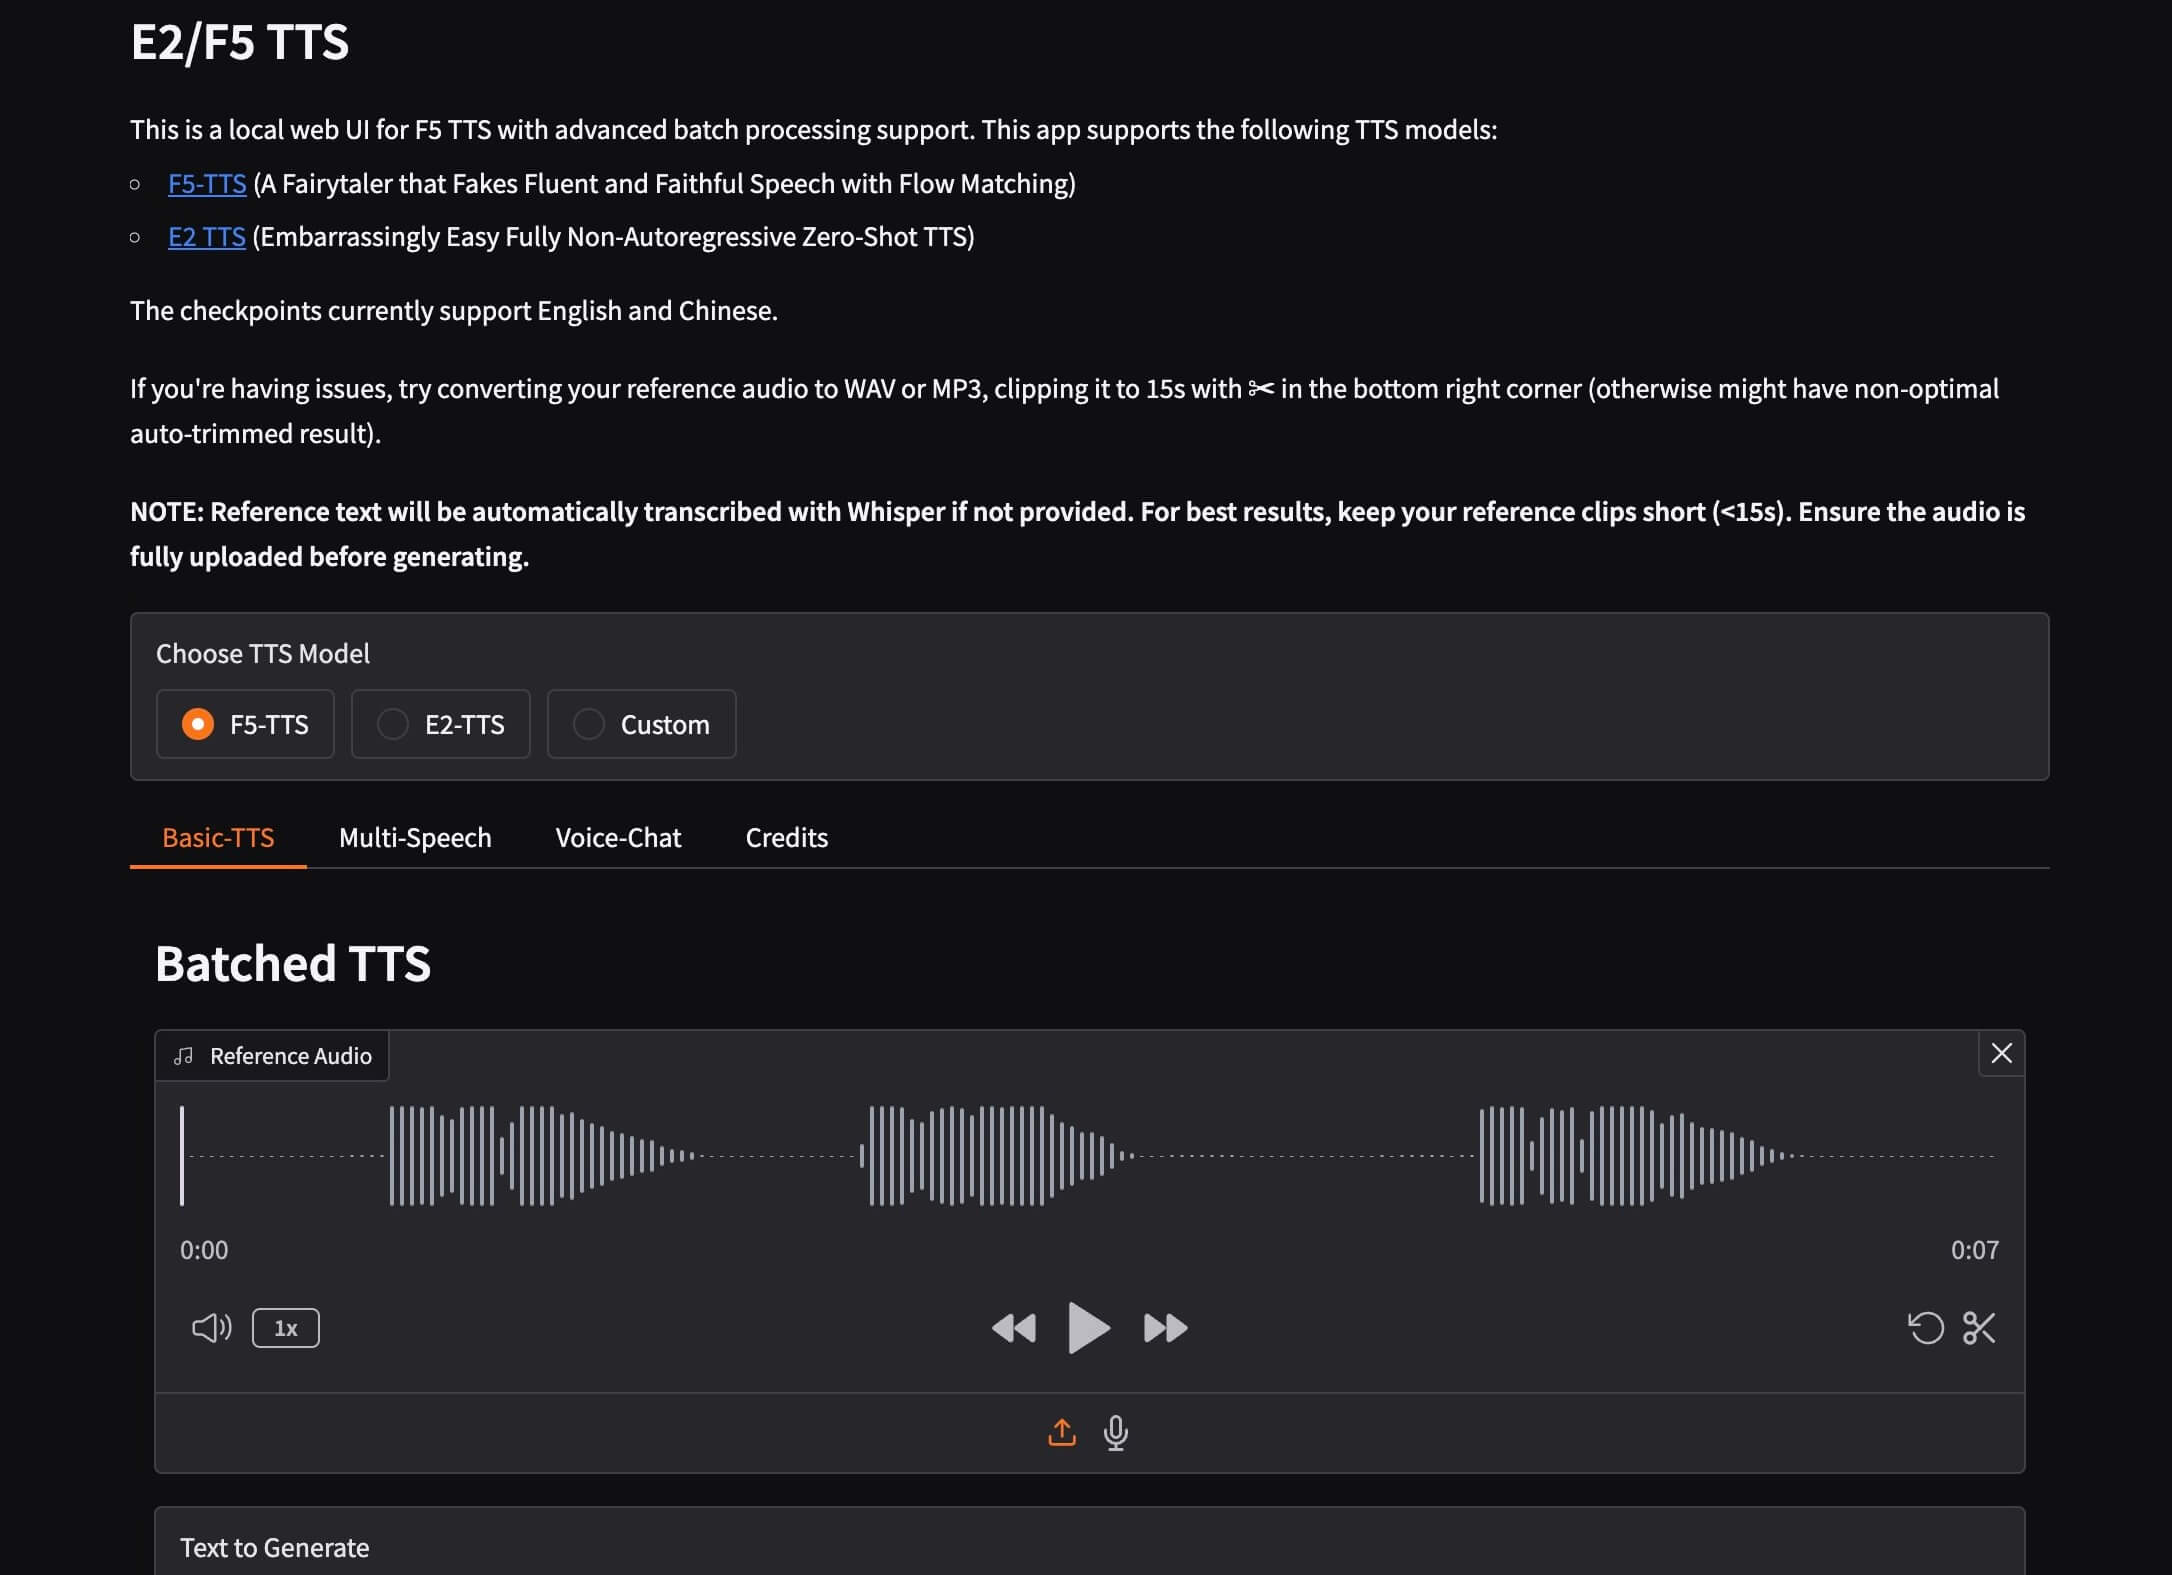 E2/F5 TTS
This is a local web UI for F5 TTS with advanced batch processing support. This app supports the following TTS models:
F5-TTS (A Fairytaler that Fakes Fluent and Faithful Speech with Flow Matching)
E2 TTS (Embarrassingly Easy Fully Non-Autoregressive Zero-Shot TTS)
The checkpoints currently support English and Chinese.
If you're having issues, try converting your reference audio to WAV or MP3, clipping it to 15s with ✂ in the bottom right corner (otherwise might have non-optimal
auto-trimmed result).
NOTE: Reference text will be automatically transcribed with Whisper if not provided. For best results, keep your reference clips short (<15s). Ensure the audio is
fully uploaded before generating.
Choose TTS Model
F5-TTS E2-TTS Custom
Basic-TTS Multi-Speech Voice-Chat Credits
Batched TTS
Reference Audio
0:00 0:07
1x
Text to Generate